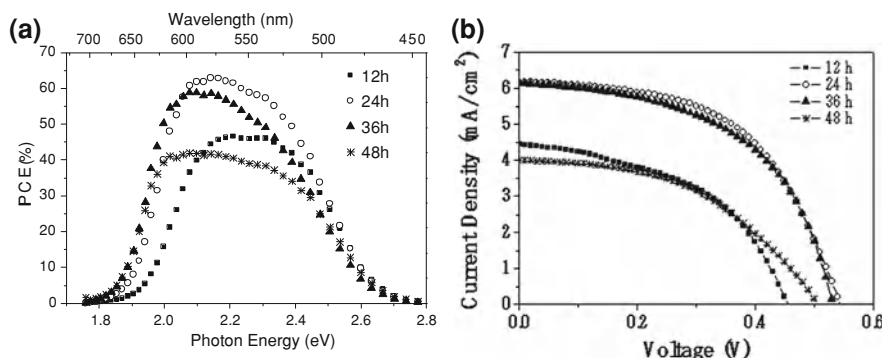 (a)
Wavelength (nm)
700 650 600 550 500 450
70
60
50
40
30
20
10
0
PCE(%)
12h
24h
36h
48h
1.8 2.0 2.2 2.4 2.6 2.8
Photon Energy (eV)
(b)
7
6
5
4
3
2
1
0
Current Density (mA/cm²)
12 h
24 h
36 h
48 h
0.0 0.2 0.4 0.6
Voltage (V)